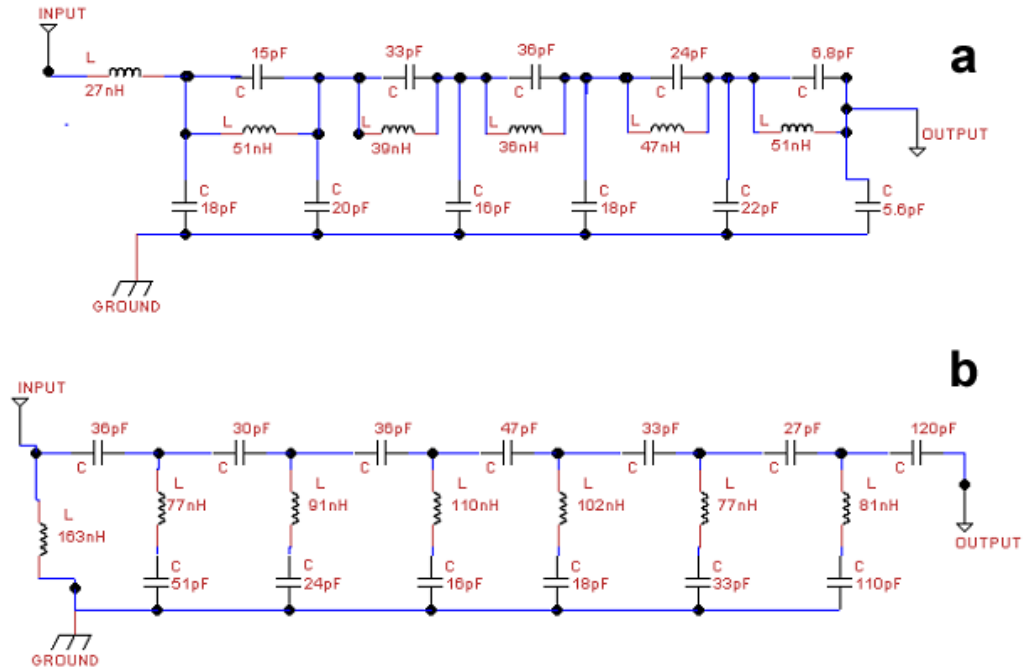 INPUT
a
L
27nH
15pF
C
L
51nH
33pF
C
L
39nH
36pF
C
L
36nH
24pF
C
L
47nH
6.8pF
C
L
51nH
OUTPUT
C
18pF
C
20pF
C
16pF
C
18pF
C
22pF
C
5.6pF
GROUND
b
INPUT
36pF
C
30pF
C
36pF
C
47pF
C
33pF
C
27pF
C
120pF
C
L
163nH
L
77nH
L
91nH
L
110nH
L
102nH
L
77nH
L
81nH
OUTPUT
C
51pF
C
24pF
C
16pF
C
18pF
C
33pF
C
110pF
GROUND